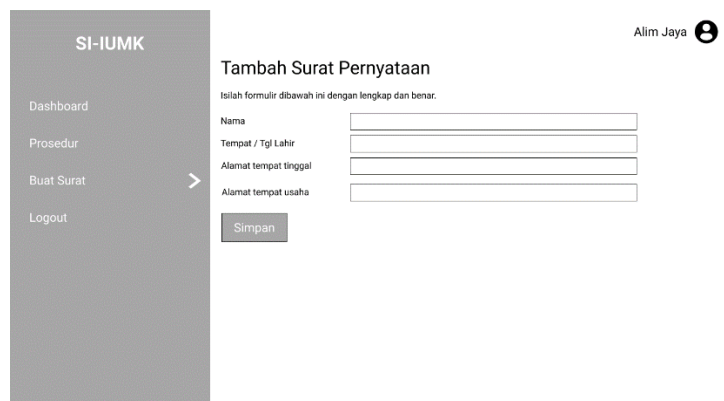 SI-IUMK
Dashboard
Prosedur
Buat Surat
Logout
Alim Jaya
Tambah Surat Pernyataan
Isilah formulir dibawah ini dengan lengkap dan benar.
Nama
Tempat / Tgl Lahir
Alamat tempat tinggal
Alamat tempat usaha
Simpan